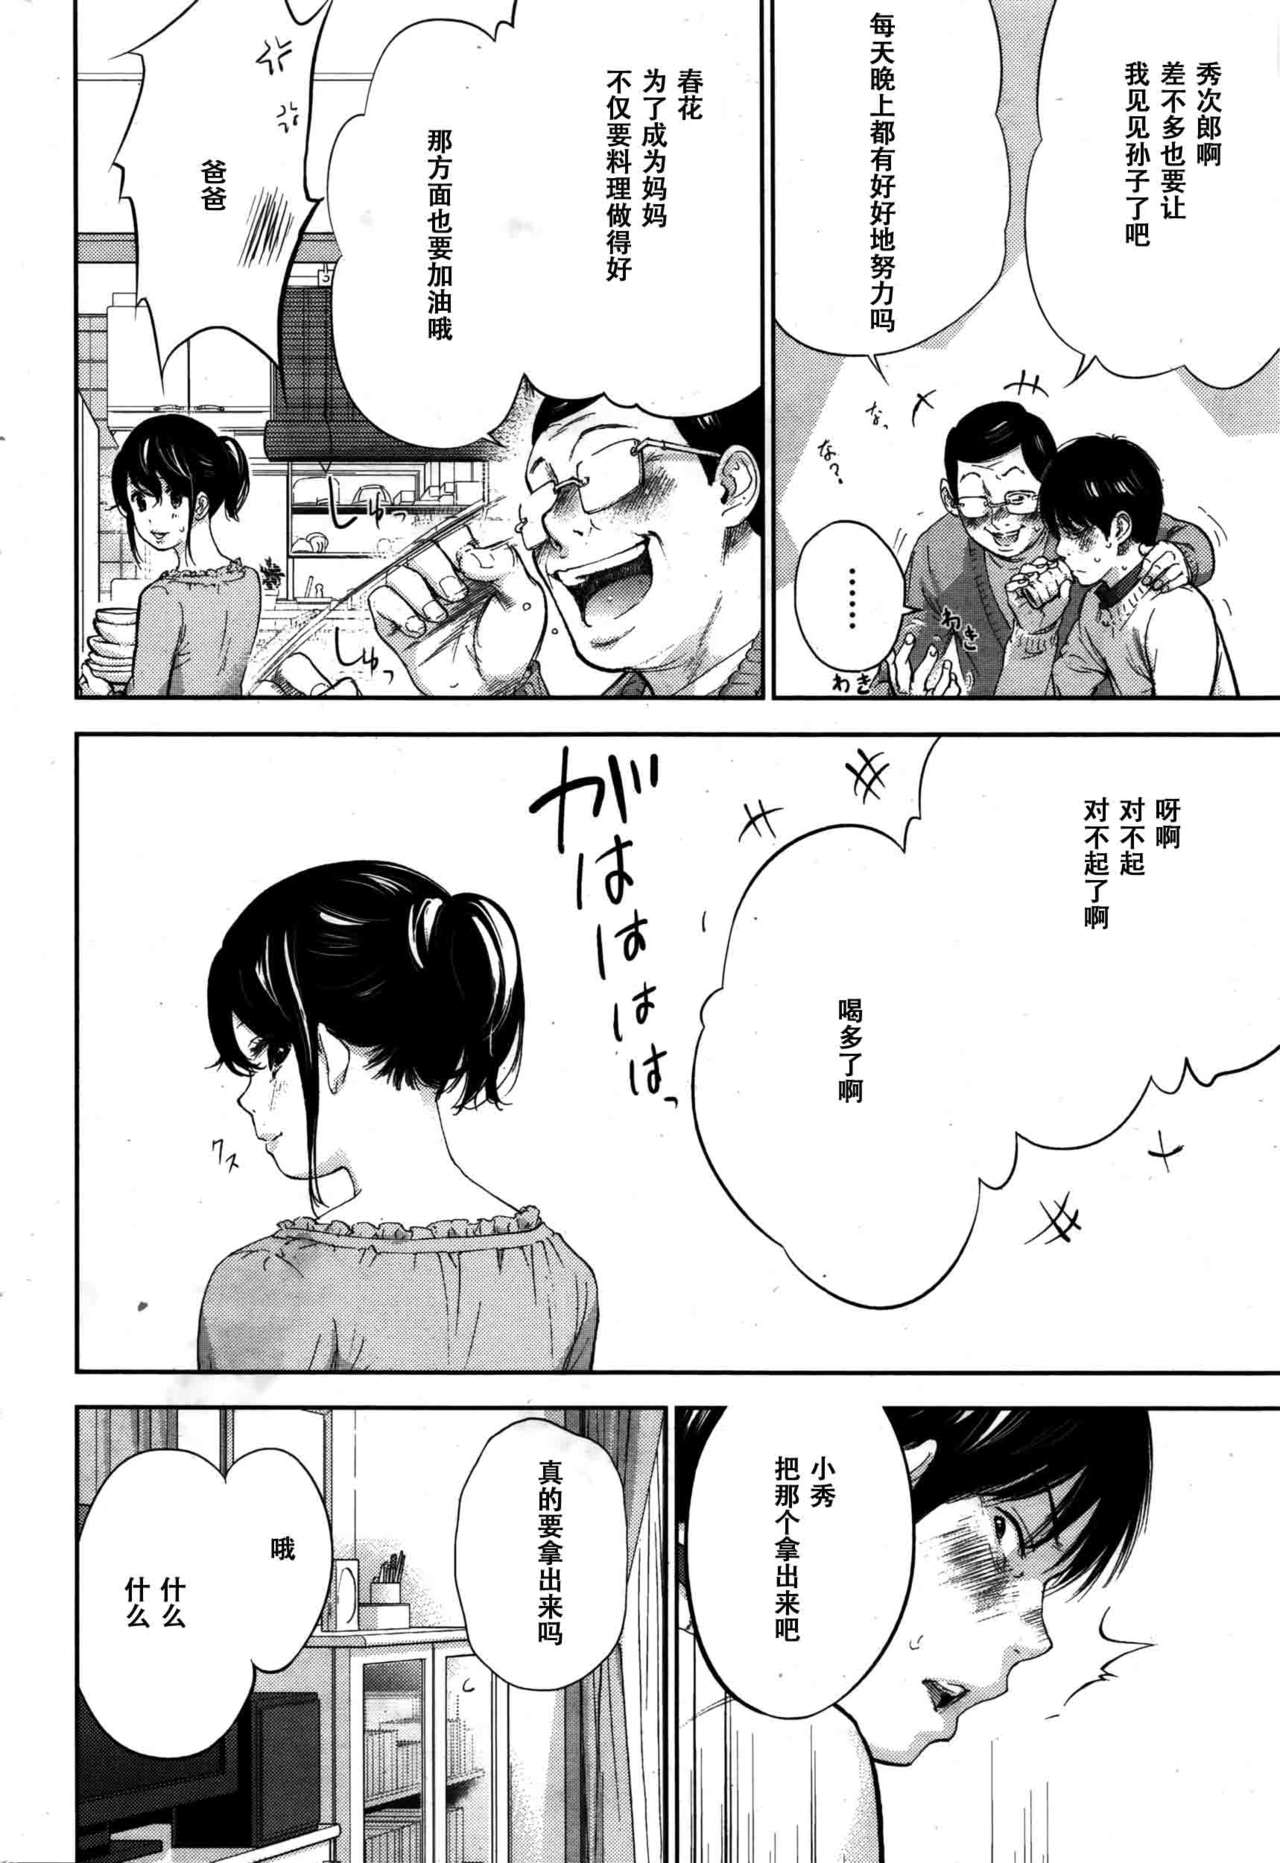 秀次郎啊
差不多也要让
我见见孙子了吧
每天晚上都有好好地努力吗
なっ
な？
……
わき
わき
春花
为了成为妈妈
不仅要料理做得好
那方面也要加油哦
しゅっ
しゅっ
爸爸
呀啊
对不起
对不起了啊
喝多了啊
がはははははっ
クス
小秀
把那个拿出来吧
真的要拿出来吗
哦
什么
什么